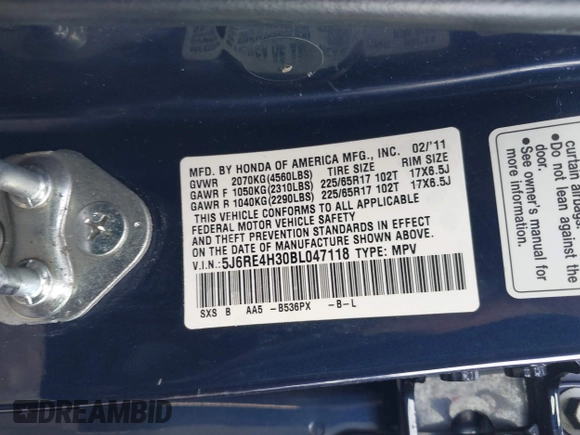 MFD. BY HONDA OF AMERICA MFG., INC. 02/'11
GVWR 2070KG(4560LBS) TIRE SIZE RIM SIZE
GAWR F 1050KG(2310LBS) 225/65R17 102T 17X6.5J
GAWR R 1040KG(2290LBS) 225/65R17 102T 17X6.5J
THIS VEHICLE CONFORMS TO ALL APPLICABLE
FEDERAL MOTOR VEHICLE SAFETY
AND THEFT PREVENTION STANDARDS IN EFFECT
ON THE DATE OF MANUFACTURE SHOWN ABOVE.
V.I.N.:5J6RE4H30BL047118 TYPE: MPV
SXS B AA5 -B536PX -B-L
curtain airbags.
•Do not lean against the
door.
•See owner's manual for
more information.
DREAMBID